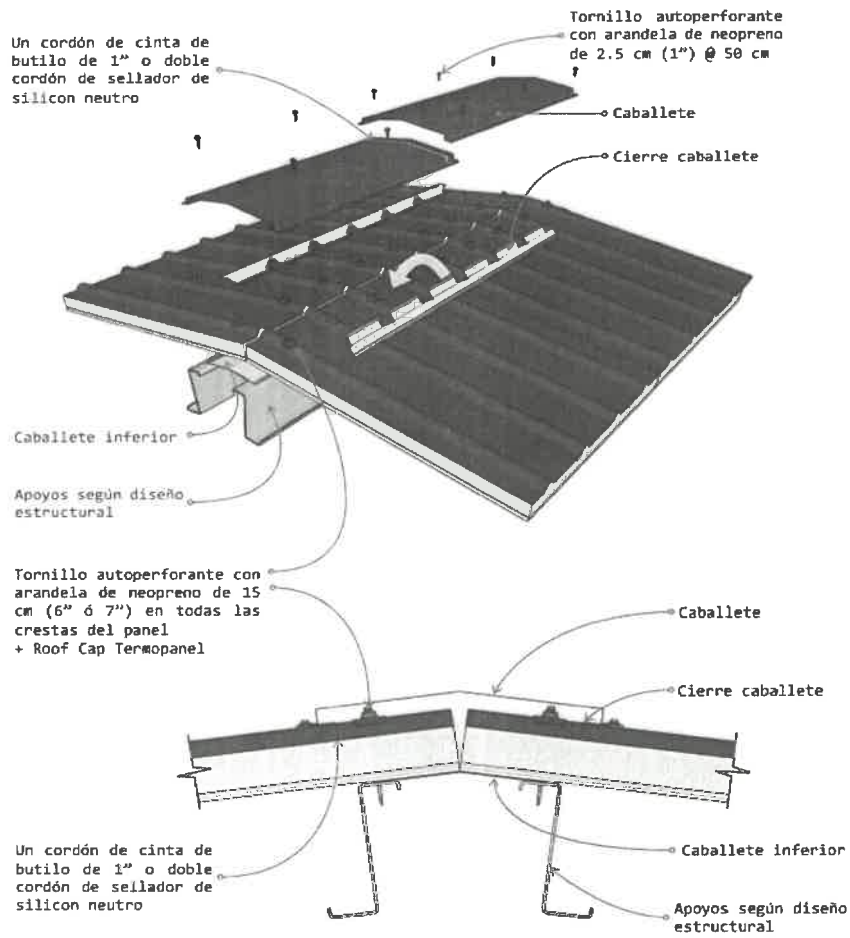 Un cordón de cinta de
butilo de 1” o doble
cordón de sellador de
silicon neutro
Tornillo autoperforante
con arandela de neopreno
de 2.5 cm (1”) @ 50 cm
Caballete
Cierre caballete
Caballete inferior
Apoyos según diseño
estructural
Tornillo autoperforante con
arandela de neopreno de 15
cm (6” ó 7”) en todas las
crestas del panel
+ Roof Cap Termopanel
Caballete
Cierre caballete
Un cordón de cinta de
butilo de 1” o doble
cordón de sellador de
silicon neutro
Caballete inferior
Apoyos según diseño
estructural